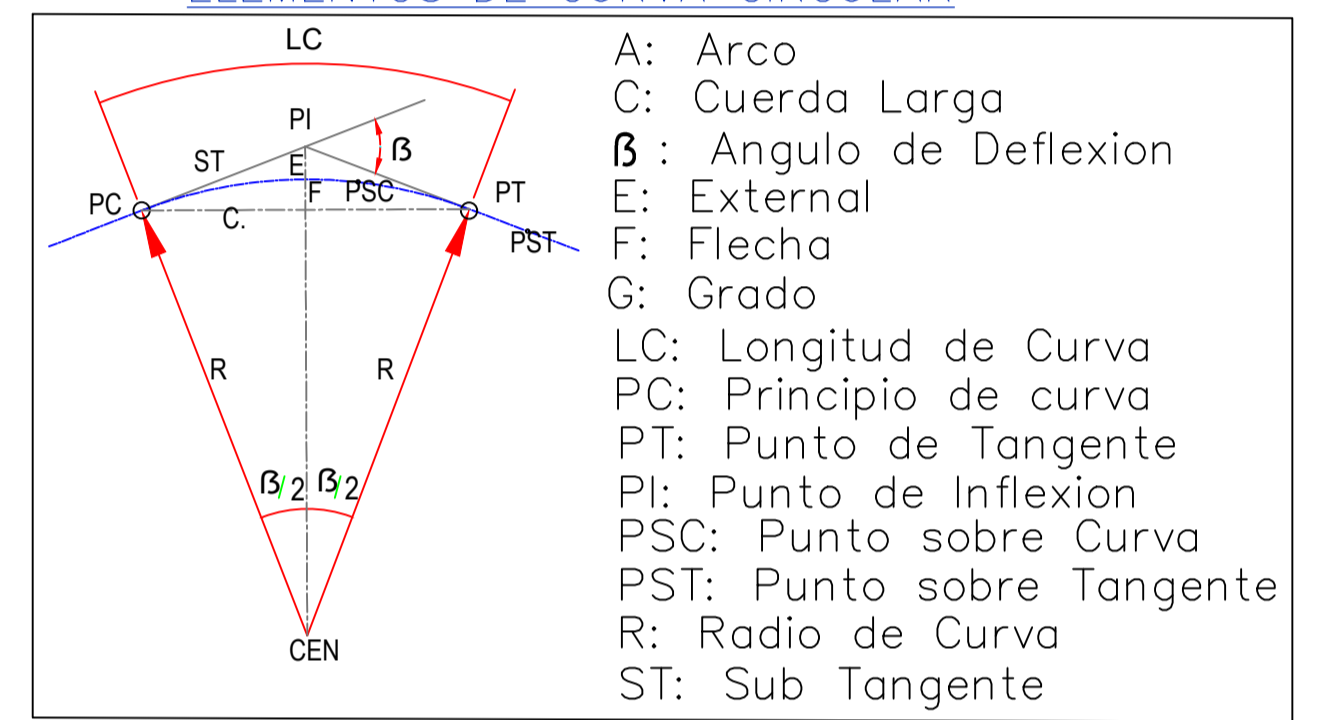 LC
PI
ST
E
ß
PC
F
PSC
PT
C.
PST
R
R
ß/2
ß/2
CEN
A: Arco
C: Cuerda Larga
ß : Angulo de Deflexion
E: External
F: Flecha
G: Grado
LC: Longitud de Curva
PC: Principio de curva
PT: Punto de Tangente
PI: Punto de Inflexion
PSC: Punto sobre Curva
PST: Punto sobre Tangente
R: Radio de Curva
ST: Sub Tangente